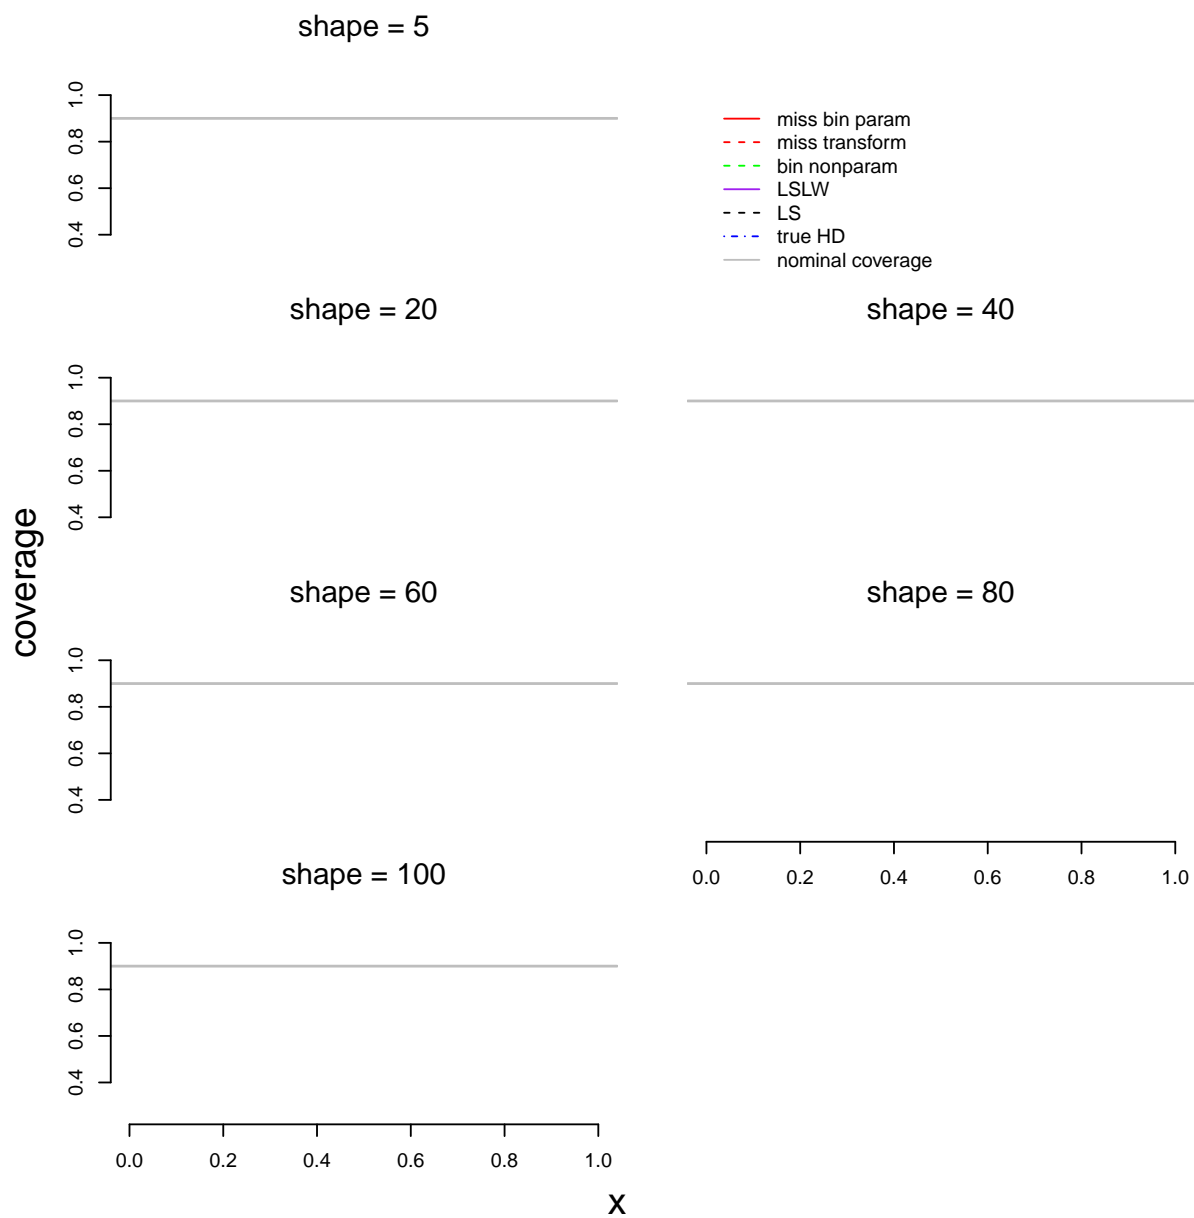 shape = 5
1.0
0.8
0.6
0.4
miss bin param
miss transform
bin nonparam
LSLW
LS
true HD
nominal coverage
shape = 20
1.0
0.8
0.6
0.4
shape = 40
coverage
shape = 60
1.0
0.8
0.6
0.4
shape = 80
0.0 0.2 0.4 0.6 0.8 1.0
shape = 100
1.0
0.8
0.6
0.4
0.0 0.2 0.4 0.6 0.8 1.0
x